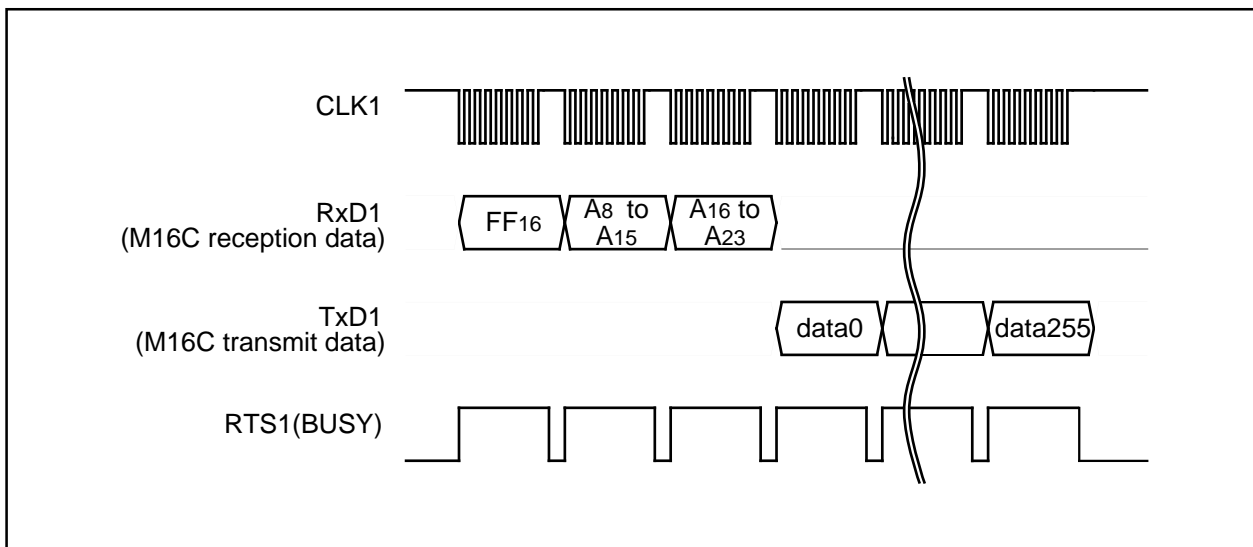 CLK1
RxD1
(M16C reception data)
FF16
A8 to
A15
A16 to
A23
TxD1
(M16C transmit data)
data0
data255
RTS1(BUSY)